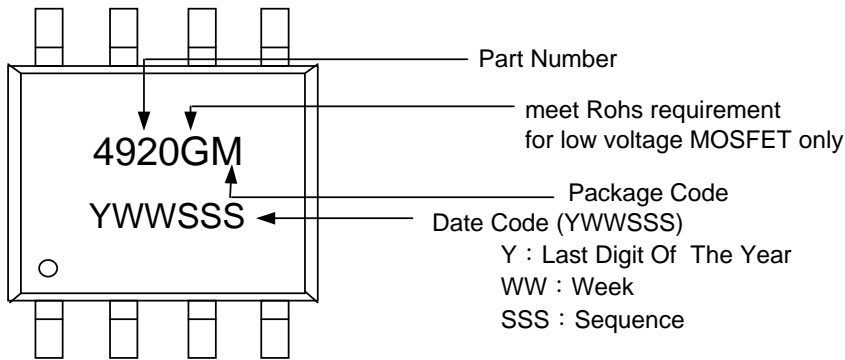 Part Number
meet Rohs requirement
for low voltage MOSFET only
4920GM
Package Code
YWWSSS
Date Code (YWWSSS)
Y：Last Digit Of The Year
WW：Week
SSS：Sequence